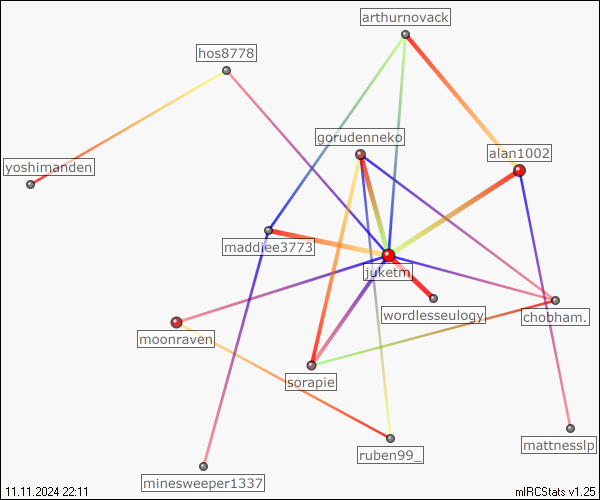 arthurnovack
hos8778
gorudenneko
alan1002
yoshimanden
maddiee3773
juketm
wordlesseulogy
chobham.
moonraven
sorapie
mattnesslp
ruben99_
minesweeper1337
11.11.2024 22:11
mIRCStats v1.25